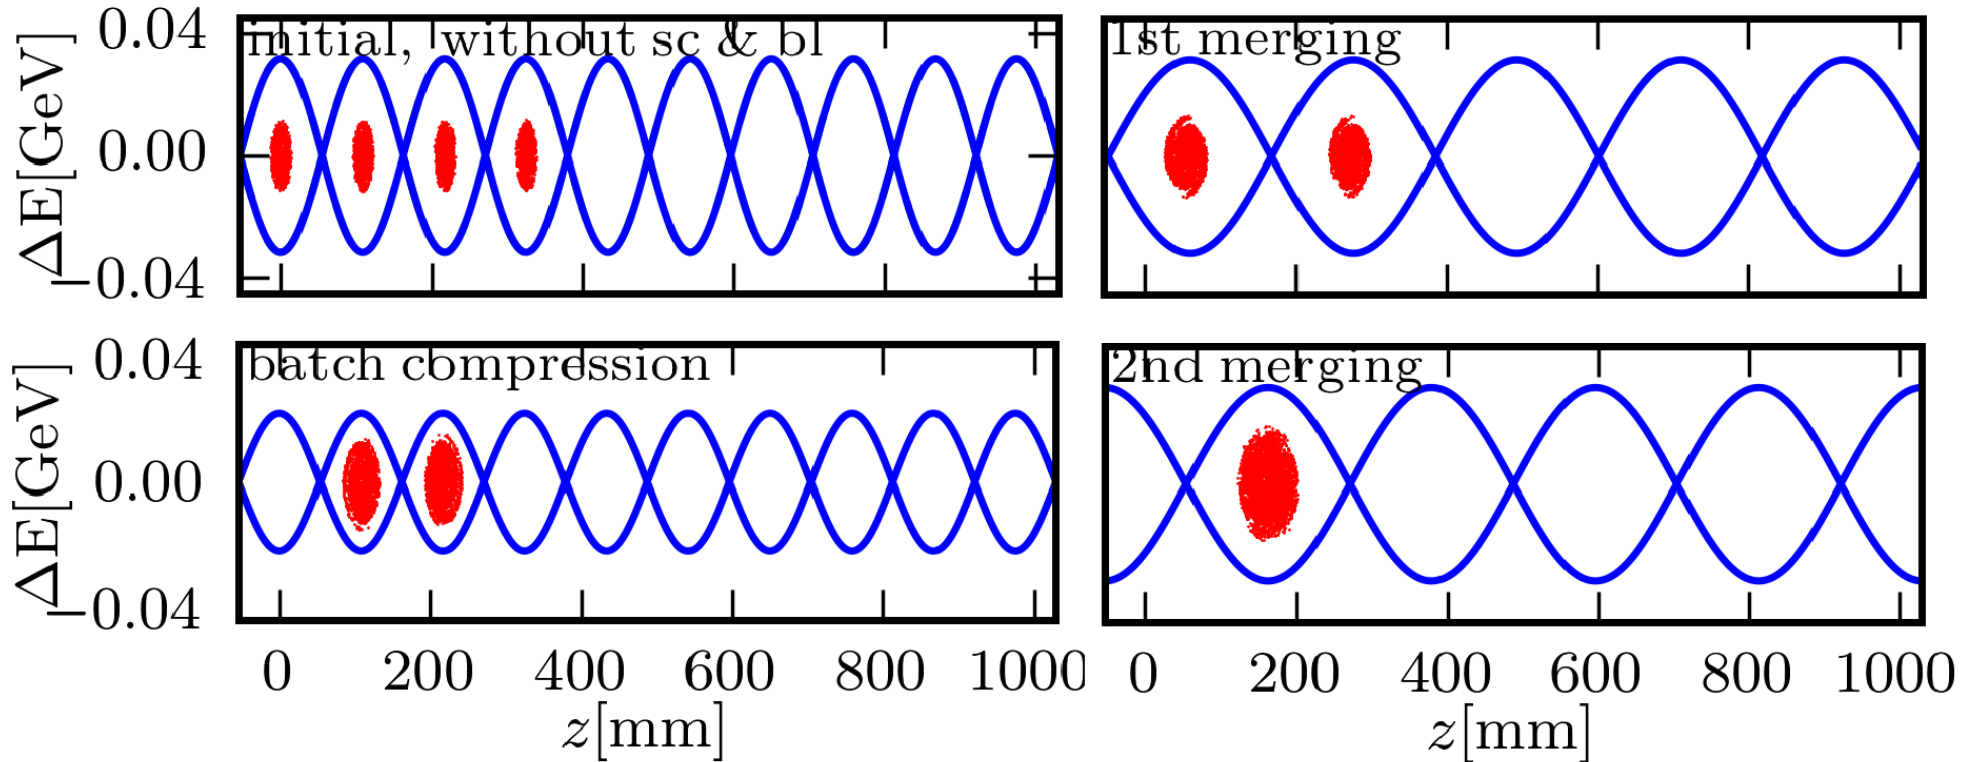 initial, without sc & bl
0.04
0.00
−0.04
ΔE[GeV]
1st merging
batch compression
0.04
0.00
−0.04
ΔE[GeV]
0 200 400 600 800 1000
z[mm]
2nd merging
0 200 400 600 800 1000
z[mm]